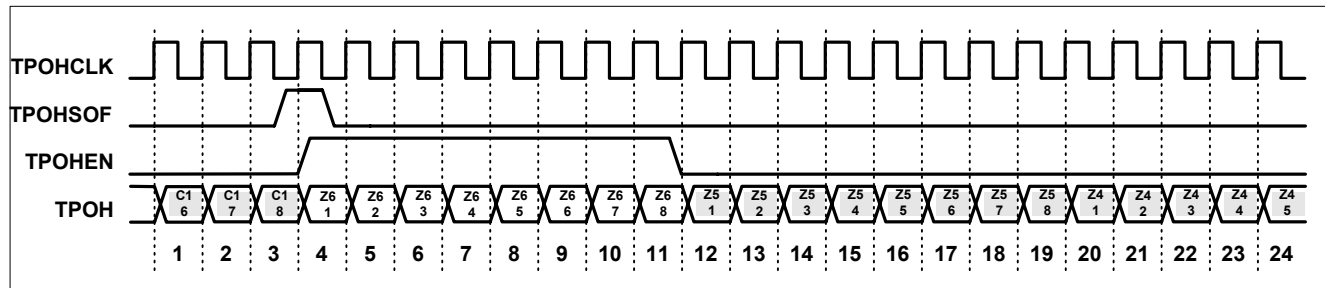 TPOHCLK
TPOHSOF
TPOHEN
TPOH
C1 C1 C1 Z6 Z6 Z6 Z6 Z6 Z6 Z6 Z6 Z5 Z5 Z5 Z5 Z5 Z5 Z5 Z5 Z4 Z4 Z4 Z4 Z4
6 7 8 1 2 3 4 5 6 7 8 1 2 3 4 5 6 7 8 1 2 3 4 5
1 2 3 4 5 6 7 8 9 10 11 12 13 14 15 16 17 18 19 20 21 22 23 24